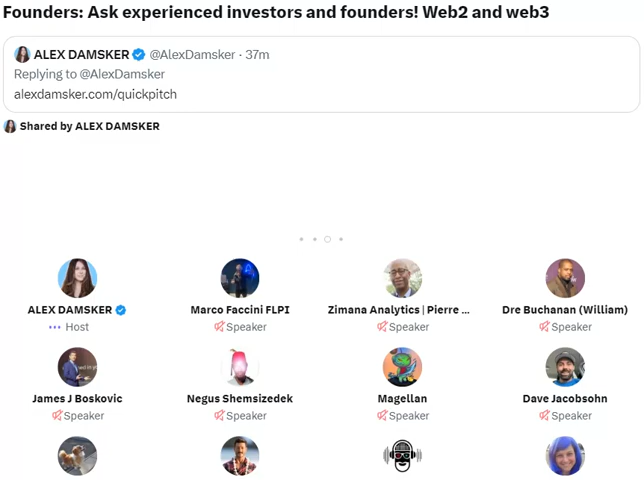 Founders: Ask experienced investors and founders! Web2 and web3
ALEX DAMSKER @AlexDamsker · 37m
Replying to @AlexDamsker
alexdamsker.com/quickpitch
Shared by ALEX DAMSKER
ALEX DAMSKER Marco Faccini FLPI Zimana Analytics | Pierre ... Dre Buchanan (William)
Host Speaker Speaker Speaker
James J Boskovic Negus Shemsizedek Magellan Dave Jacobsohn
Speaker Speaker Speaker Speaker